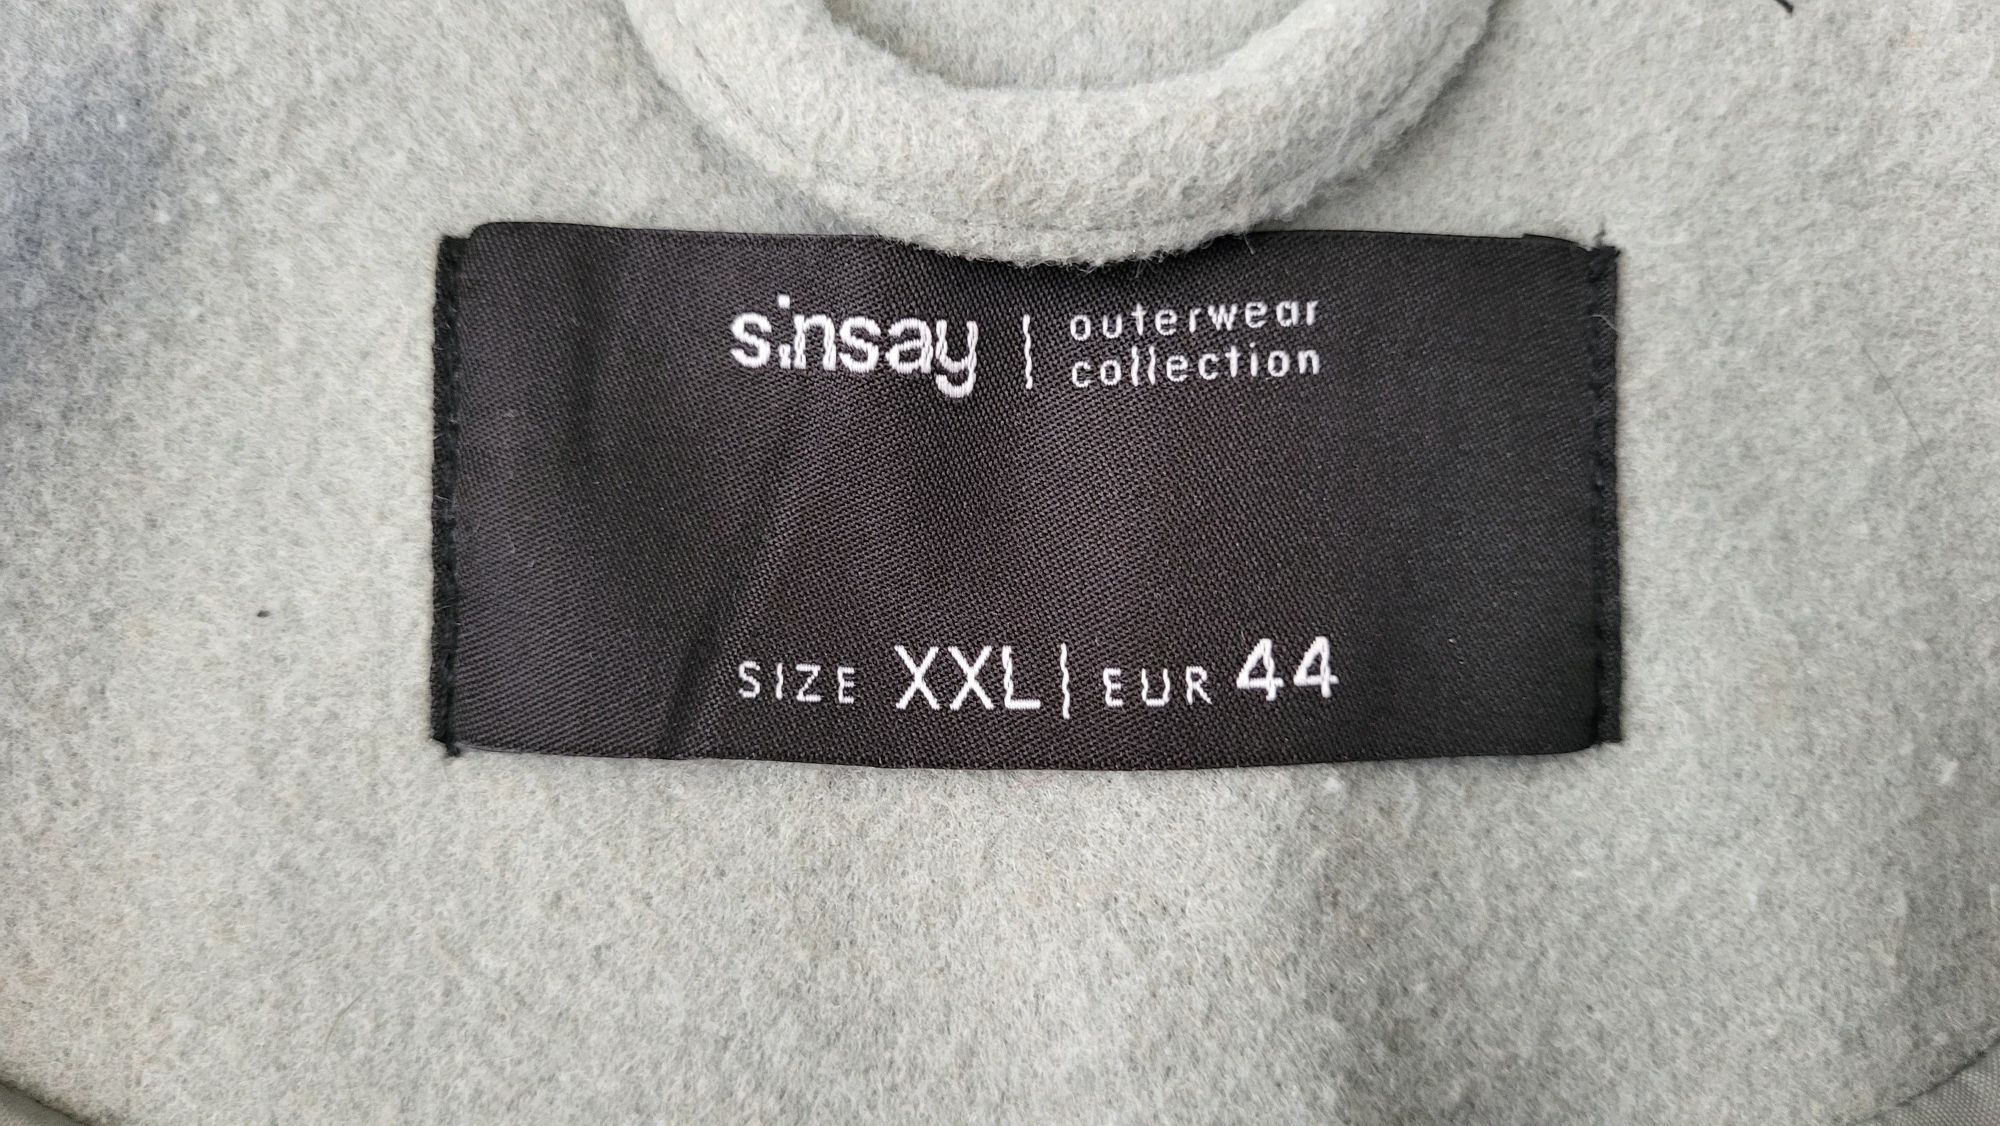 sinsay | outerwear
collection
SIZE XXL | EUR 44